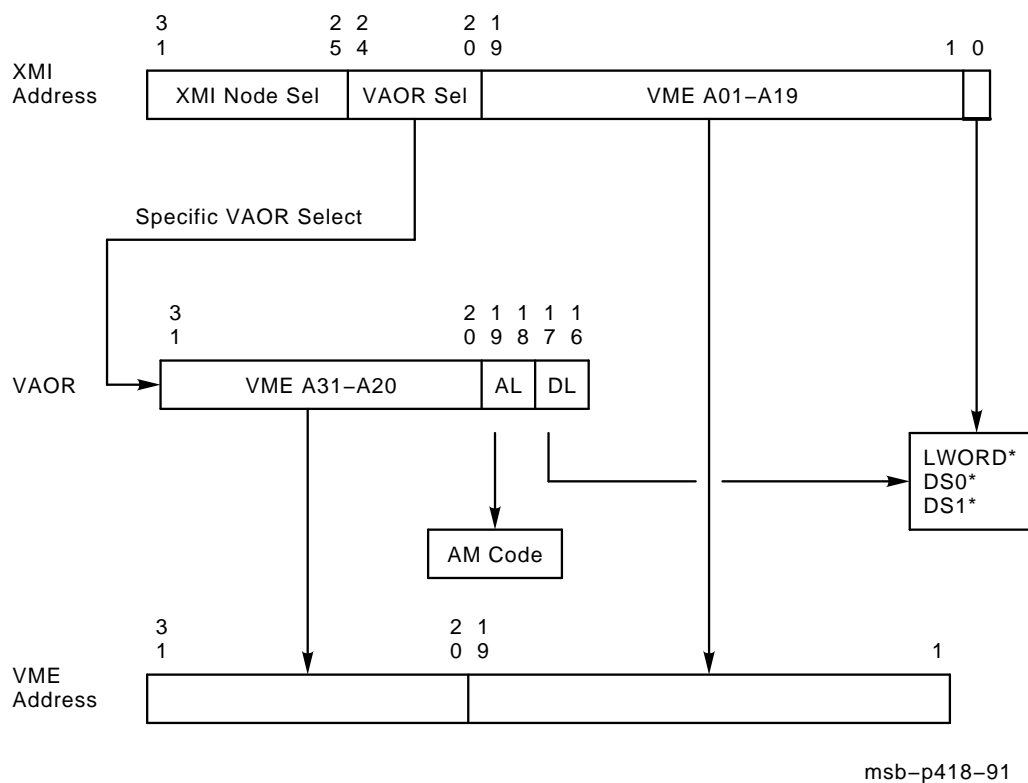 3 2 2 2 1
1 5 4 0 9 1 0
XMI
Address
XMI Node Sel VAOR Sel VME A01–A19
Specific VAOR Select
3 2 1 1 1 1
1 0 9 8 7 6
VAOR VME A31–A20 AL DL
LWORD*
DS0*
DS1*
AM Code
3 2 1
1 0 9 1
VME
Address
msb–p418–91